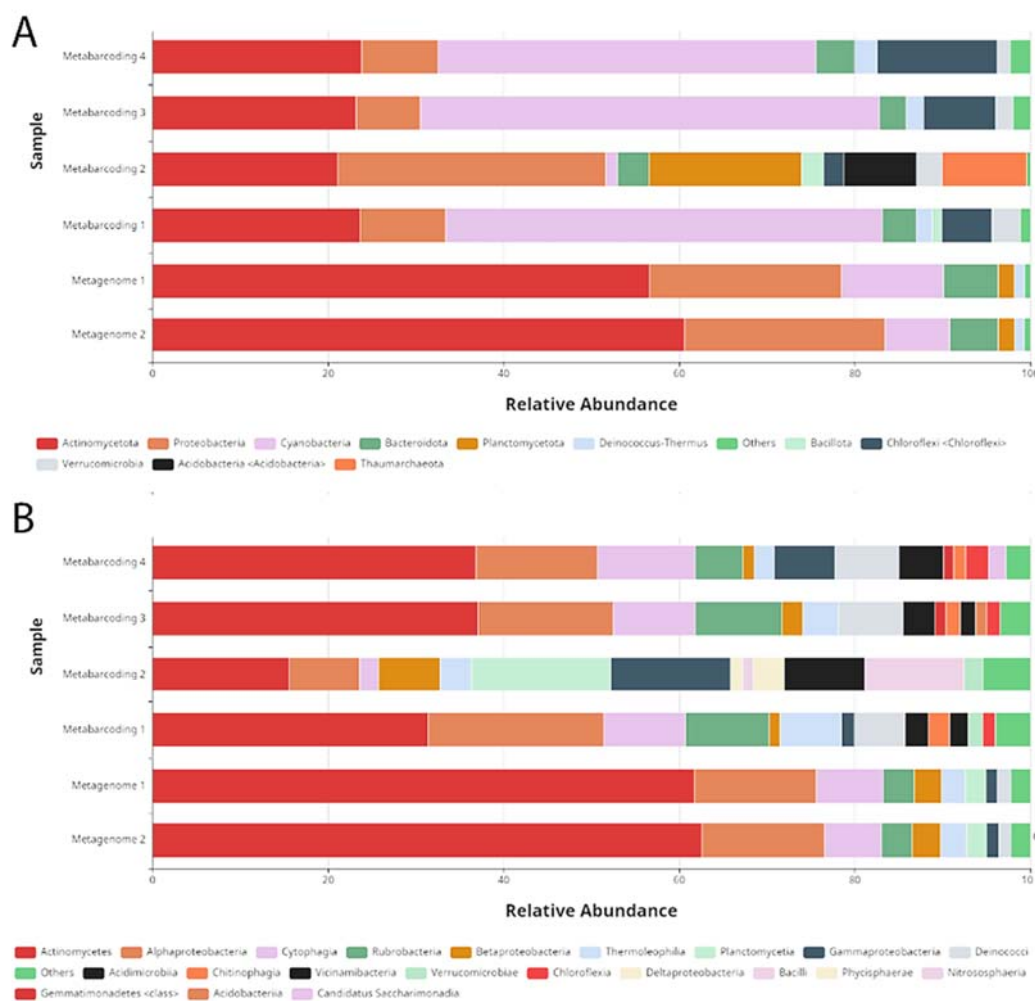 A
Metabarcoding 4
Metabarcoding 3
Metabarcoding 2
Metabarcoding 1
Metagenome 1
Metagenome 2
Sample
0 20 40 60 80 100
Relative Abundance
Actinomycetota Proteobacteria Cyanobacteria Bacteroidota Planctomycetota Deinococcus-Thermus Others Bacillota Chloroflexi <Chloroflexi>
Verrucomicrobia Acidobacteria <Acidobacteria> Thaumarchaeota
B
Metabarcoding 4
Metabarcoding 3
Metabarcoding 2
Metabarcoding 1
Metagenome 1
Metagenome 2
Sample
0 20 40 60 80 10
Relative Abundance
Actinomycetes Alphaproteobacteria Cytophagia Rubrobacteria Betaproteobacteria Thermoleophilia Planctomycetia Gammaproteobacteria Deinococci
Others Acidimicrobiia Chitinophagia Vicinamibacteria Verrucomicrobiae Chloroflexia Deltaproteobacteria Bacilli Phycisphaerae Nitrososphaeria
Gemmatimonadetes <class> Acidobacteriia Candidatus Saccharimonadia